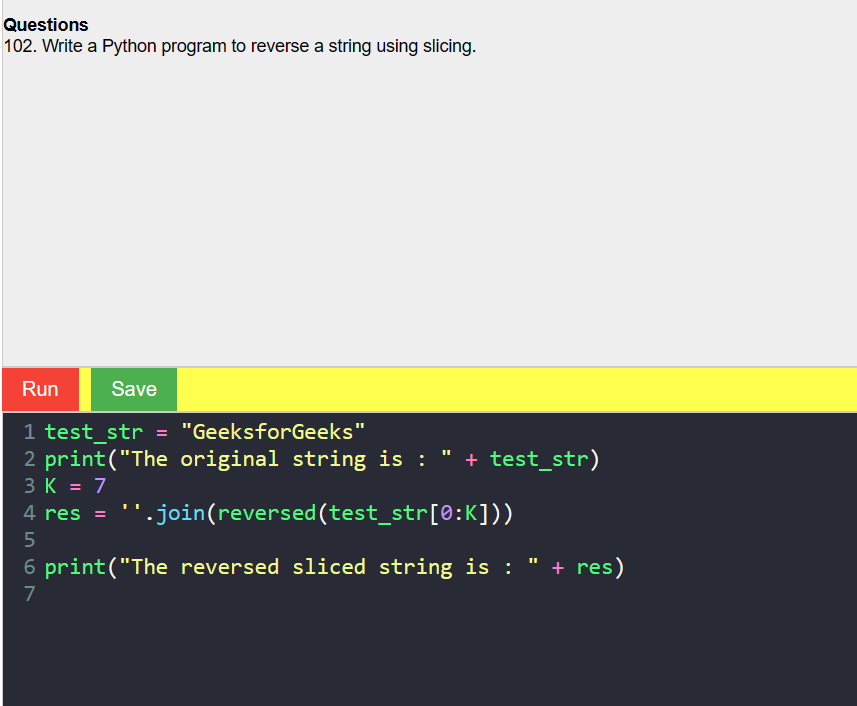 Questions
102. Write a Python program to reverse a string using slicing.
Run Save
1 test_str = "GeeksforGeeks"
2 print("The original string is : " + test_str)
3 K = 7
4 res = ''.join(reversed(test_str[0:K]))
5
6 print("The reversed sliced string is : " + res)
7